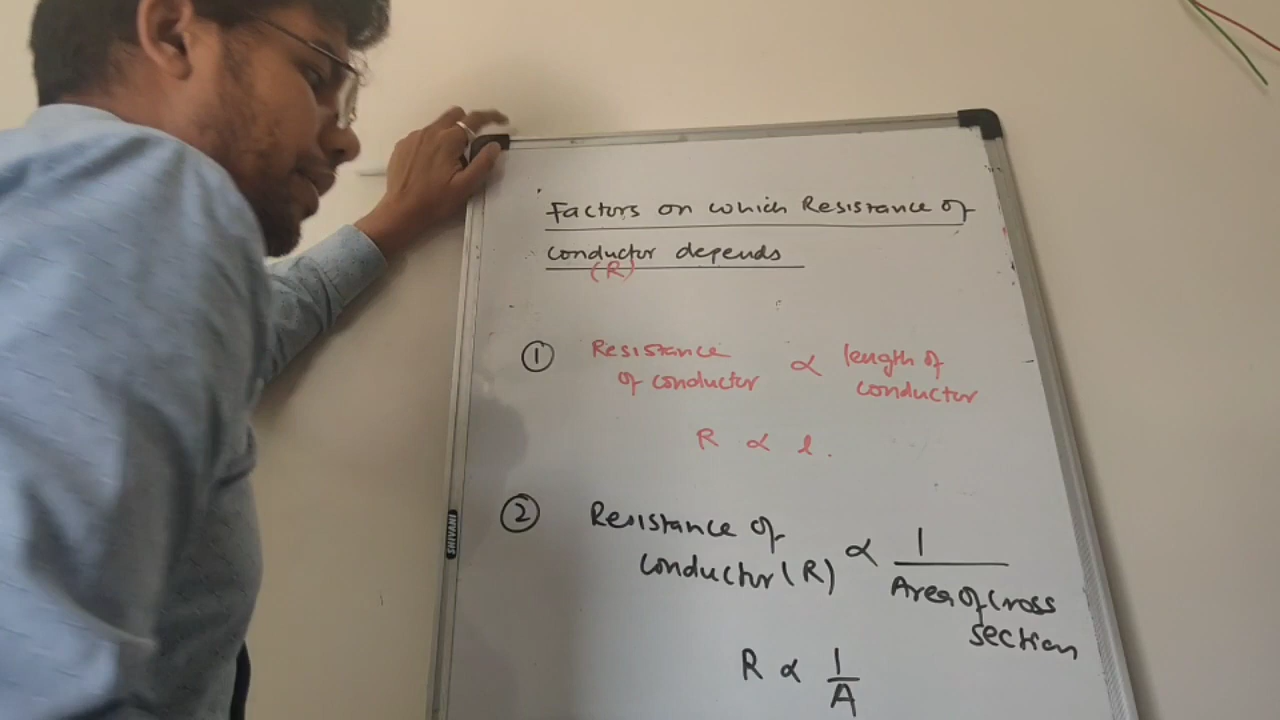 Factors on which Resistance of
conductor depends
(R)
① Resistance ∝ length of
of conductor conductor
R ∝ l.
② Resistance of
conductor (R) ∝ 1
Area of Cross
section
R ∝ 1
A
SHIVANI